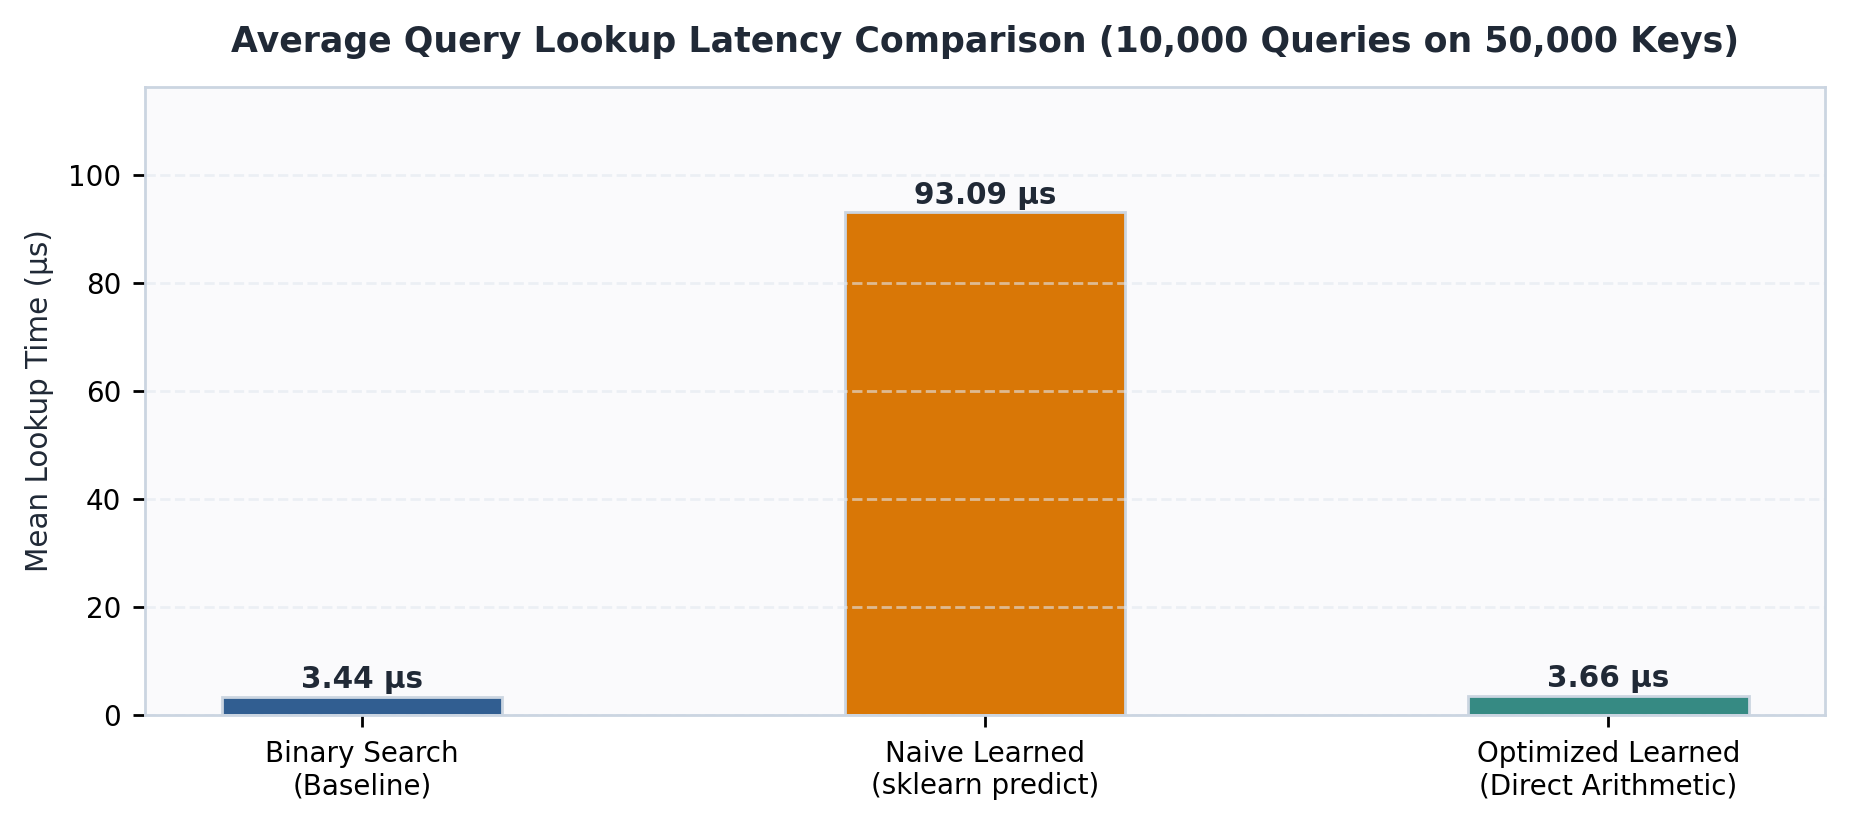 Average Query Lookup Latency Comparison (10,000 Queries on 50,000 Keys)
Mean Lookup Time (µs)
100
80
60
40
20
0
3.44 µs
93.09 µs
3.66 µs
Binary Search
(Baseline)
Naive Learned
(sklearn predict)
Optimized Learned
(Direct Arithmetic)